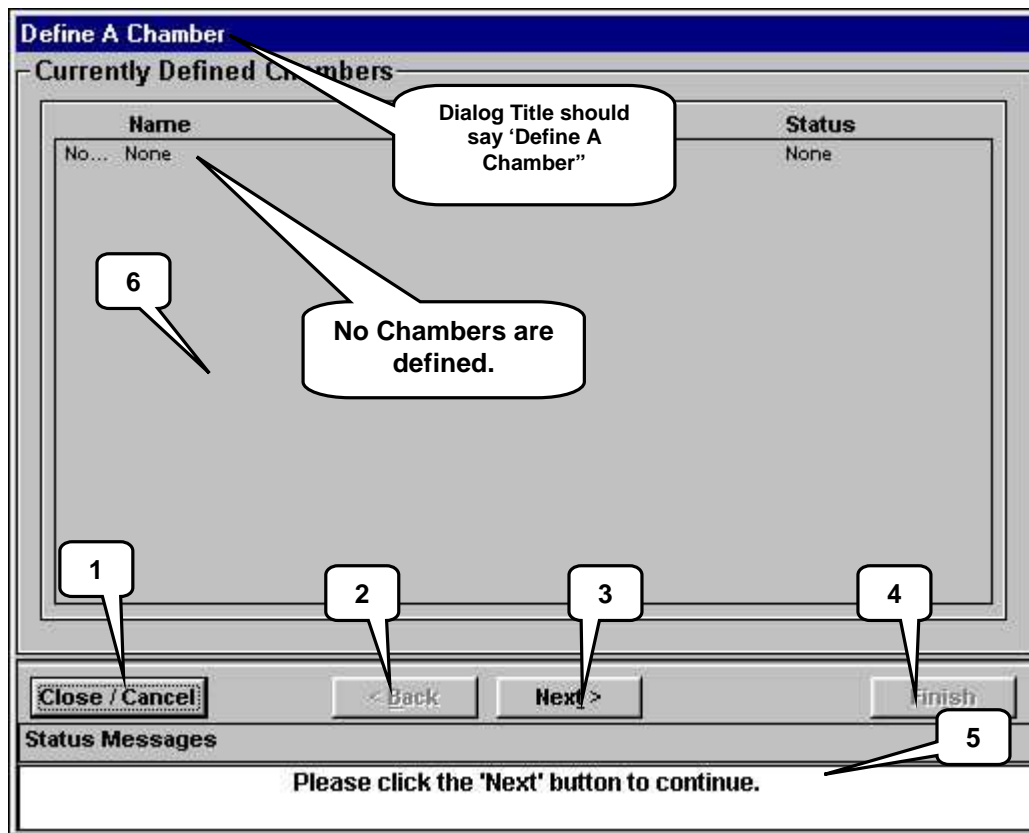 Define A Chamber
Currently Defined Chambers
Dialog Title should
say ‘Define A
Chamber”
Name
Status
No... None
None
6
No Chambers are
defined.
1
2
3
4
Close / Cancel
< Back
Next >
Finish
Status Messages
5
Please click the 'Next' button to continue.